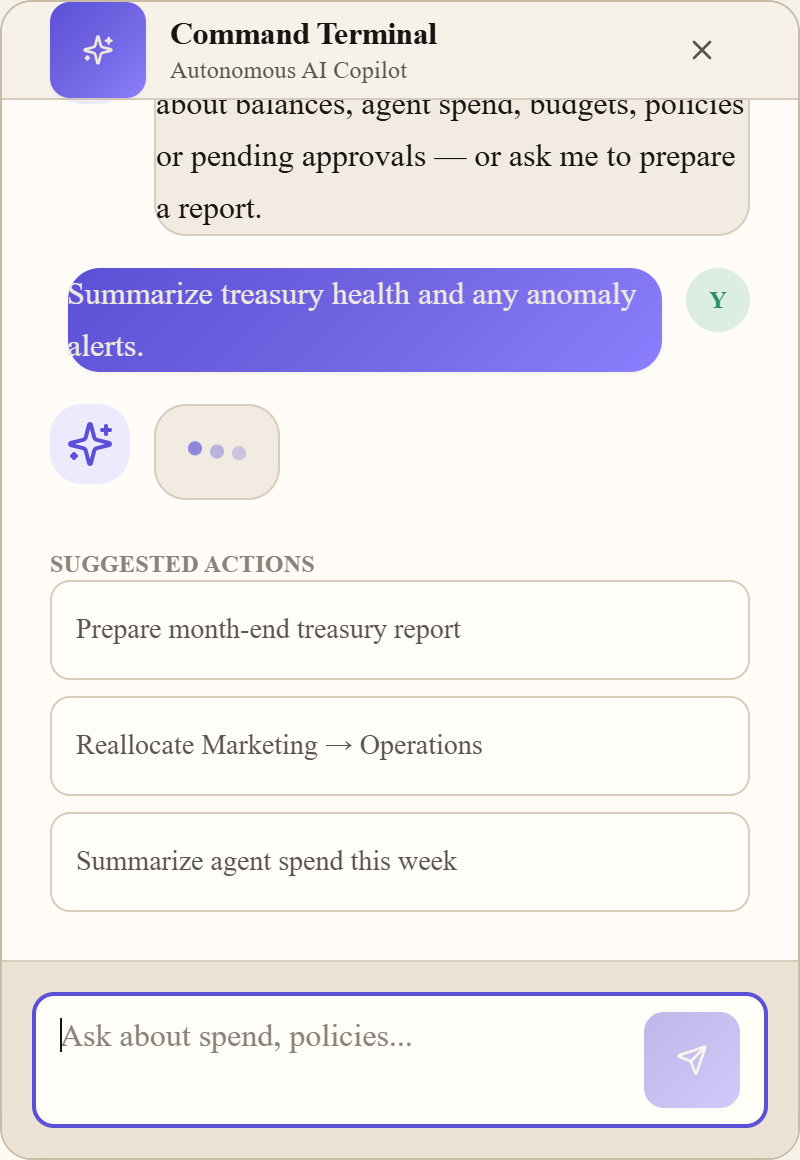 Command Terminal
Autonomous AI Copilot
about balances, agent spend, budgets, policies
or pending approvals — or ask me to prepare
a report.
Summarize treasury health and any anomaly
alerts.
Y
SUGGESTED ACTIONS
Prepare month-end treasury report
Reallocate Marketing → Operations
Summarize agent spend this week
Ask about spend, policies...